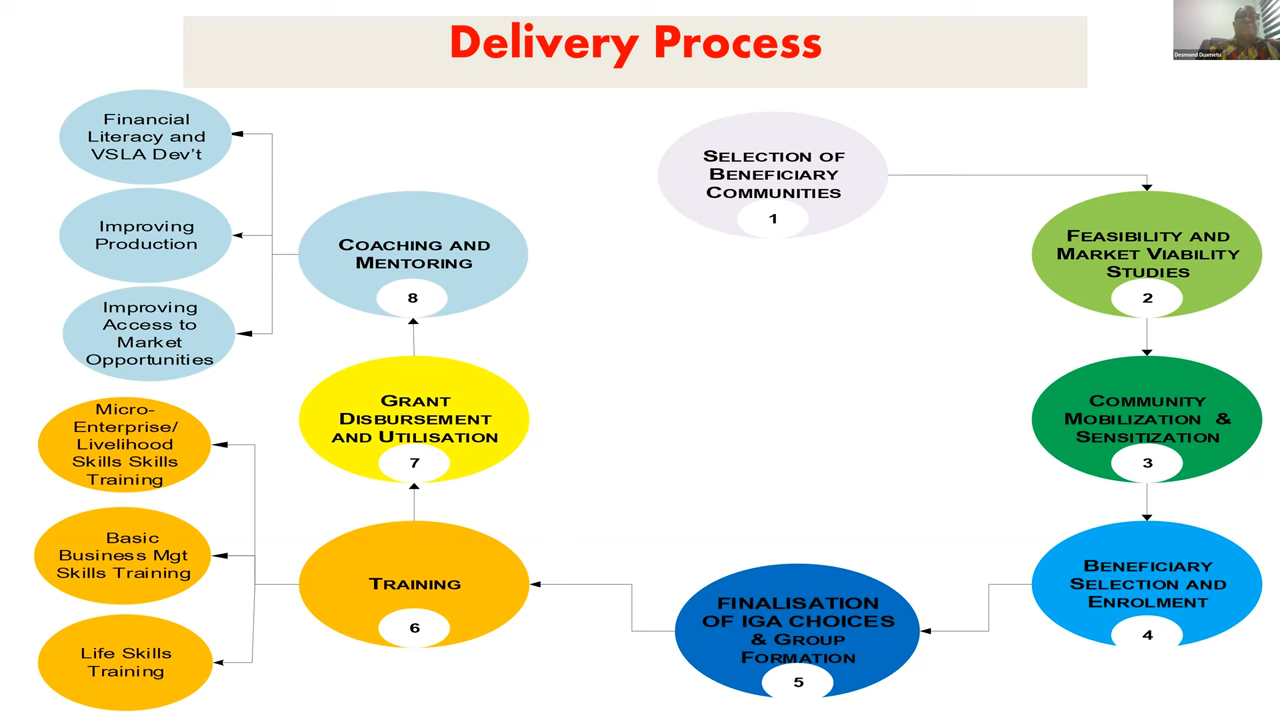 Delivery Process
Desmond Duametu
SELECTION OF
BENEFICIARY
COMMUNITIES
1
FEASIBILITY AND
MARKET VIABILITY
STUDIES
2
COMMUNITY
MOBILIZATION &
SENSITIZATION
3
BENEFICIARY
SELECTION AND
ENROLMENT
4
FINALISATION
OF IGA CHOICES
& GROUP
FORMATION
5
TRAINING
6
Micro-
Enterprise/
Livelihood
Skills Skills
Training
Basic
Business Mgt
Skills Training
Life Skills
Training
GRANT
DISBURSEMENT
AND UTILISATION
7
COACHING AND
MENTORING
8
Financial
Literacy and
VSLA Dev't
Improving
Production
Improving
Access to
Market
Opportunities